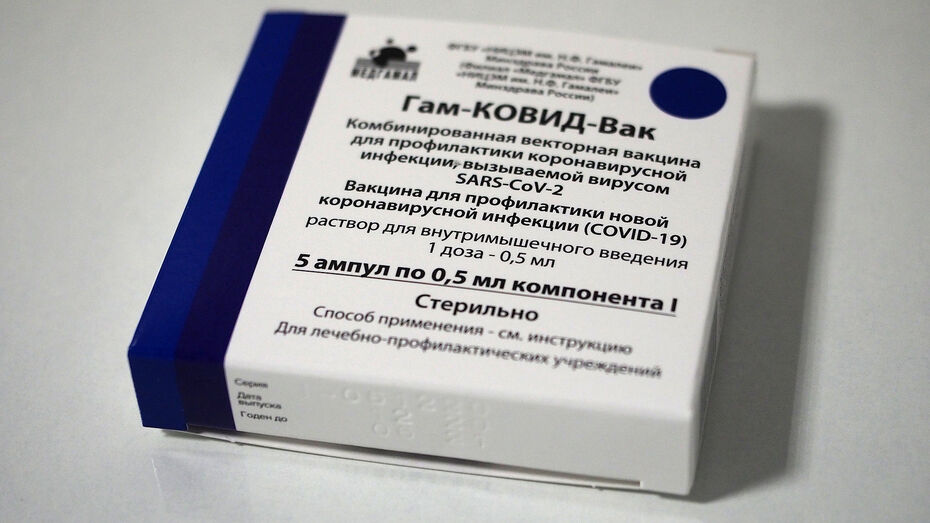 МЕДГАМАЛ
ФГБУ «НИЦЭМ им. Н.Ф. Гамалеи»
Минздрава России
(Филиал «Медгамал» ФГБУ
«НИЦЭМ им. Н.Ф. Гамалеи»
Минздрава России)
Гам-КОВИД-Вак
Комбинированная векторная вакцина
для профилактики коронавирусной
инфекции, вызываемой вирусом
SARS-CoV-2
Вакцина для профилактики новой
коронавирусной инфекции (COVID-19)
раствор для внутримышечного введения
1 доза - 0,5 мл
5 ампул по 0,5 мл компонента I
Стерильно
Способ применения - см. инструкцию
Для лечебно-профилактических учреждений
Серия
Дата
выпуска
Годен до